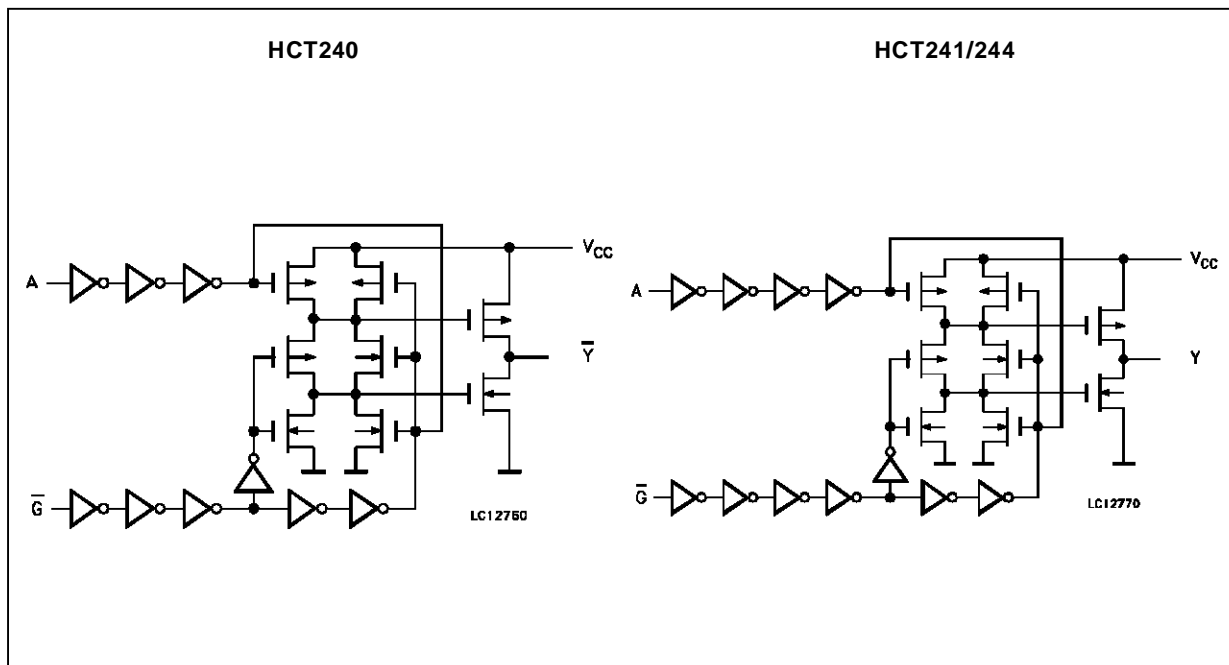 HCT240
HCT241/244
A
V_CC
Y̅
G̅
LC12760
A
V_CC
Y
G̅
LC12770